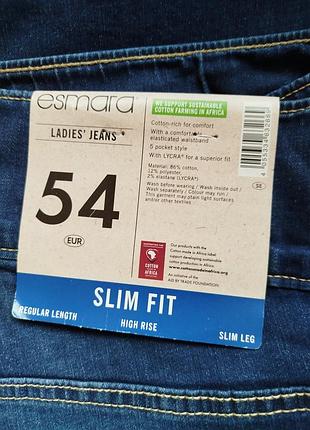 esmara
LADIES' JEANS
54
EUR
WE SUPPORT SUSTAINABLE
COTTON FARMING IN AFRICA
Cotton-rich for comfort
With a comfortable
elasticated waistband
5 pocket style
With LYCRA® for a superior fit
Material: 86% cotton,
12% polyester,
2% elastane (LYCRA®)
Wash before wearing / Wash inside out /
Wash separately / Colour may run /
This garment may stain light surfaces
and/or other textiles
SE
COTTON
MADE IN
AFRICA
Our products with the
Cotton made in Africa label
support developing sustainable
cotton production in Africa.
www.cottonmadeinafrica.org
An initiative of the
AID BY TRADE FOUNDATION.
SLIM FIT
REGULAR LENGTH
HIGH RISE
SLIM LEG